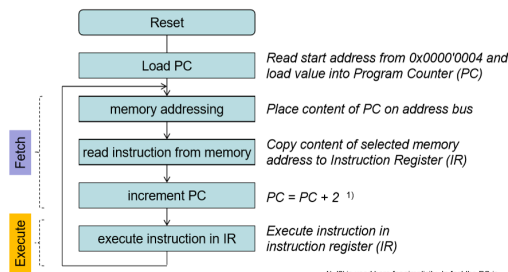 Reset
Load PC
Read start address from 0x0000'0004 and
load value into Program Counter (PC)
memory addressing
Place content of PC on address bus
Fetch
read instruction from memory
Copy content of selected memory
address to Instruction Register (IR)
increment PC
PC = PC + 2 1)
Execute
execute instruction in IR
Execute instruction in
instruction register (IR)